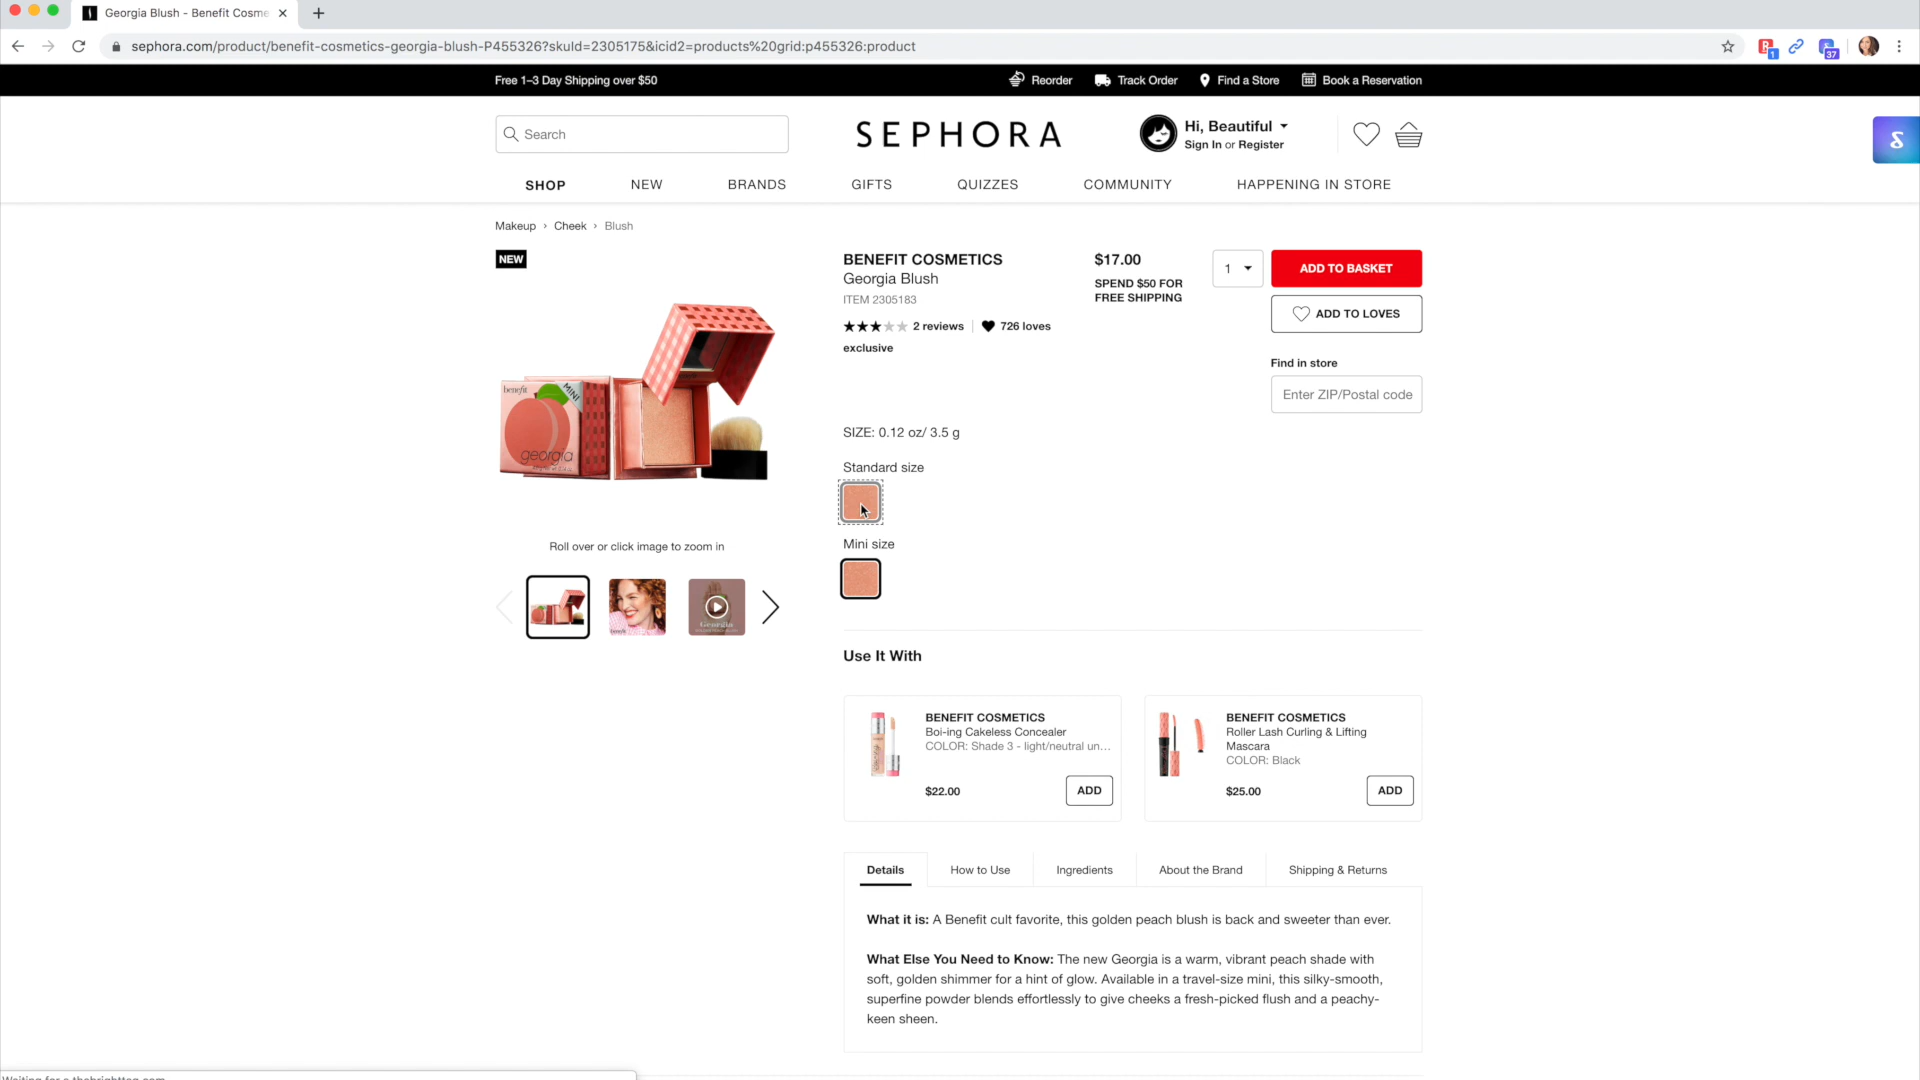 Georgia Blush - Benefit Cosme
sephora.com/product/benefit-cosmetics-georgia-blush-P455326?skuId=2305175&icid2=products%20grid:p455326:product
1
37
Free 1–3 Day Shipping over $50
Reorder
Track Order
Find a Store
Book a Reservation
Search
SEPHORA
Hi, Beautiful
Sign In or Register
SHOP
NEW
BRANDS
GIFTS
QUIZZES
COMMUNITY
HAPPENING IN STORE
Makeup › Cheek › Blush
NEW
benefit
MINI
georgia
Roll over or click image to zoom in
Georgia
BENEFIT COSMETICS
Georgia Blush
ITEM 2305183
2 reviews
726 loves
exclusive
$17.00
SPEND $50 FOR
FREE SHIPPING
1
ADD TO BASKET
ADD TO LOVES
Find in store
Enter ZIP/Postal code
SIZE: 0.12 oz/ 3.5 g
Standard size
Mini size
Use It With
BENEFIT COSMETICS
Boi-ing Cakeless Concealer
COLOR: Shade 3 - light/neutral un...
$22.00
ADD
BENEFIT COSMETICS
Roller Lash Curling & Lifting
Mascara
COLOR: Black
$25.00
ADD
Details
How to Use
Ingredients
About the Brand
Shipping & Returns
What it is: A Benefit cult favorite, this golden peach blush is back and sweeter than ever.
What Else You Need to Know: The new Georgia is a warm, vibrant peach shade with
soft, golden shimmer for a hint of glow. Available in a travel-size mini, this silky-smooth,
superfine powder blends effortlessly to give cheeks a fresh-picked flush and a peachy-
keen sheen.